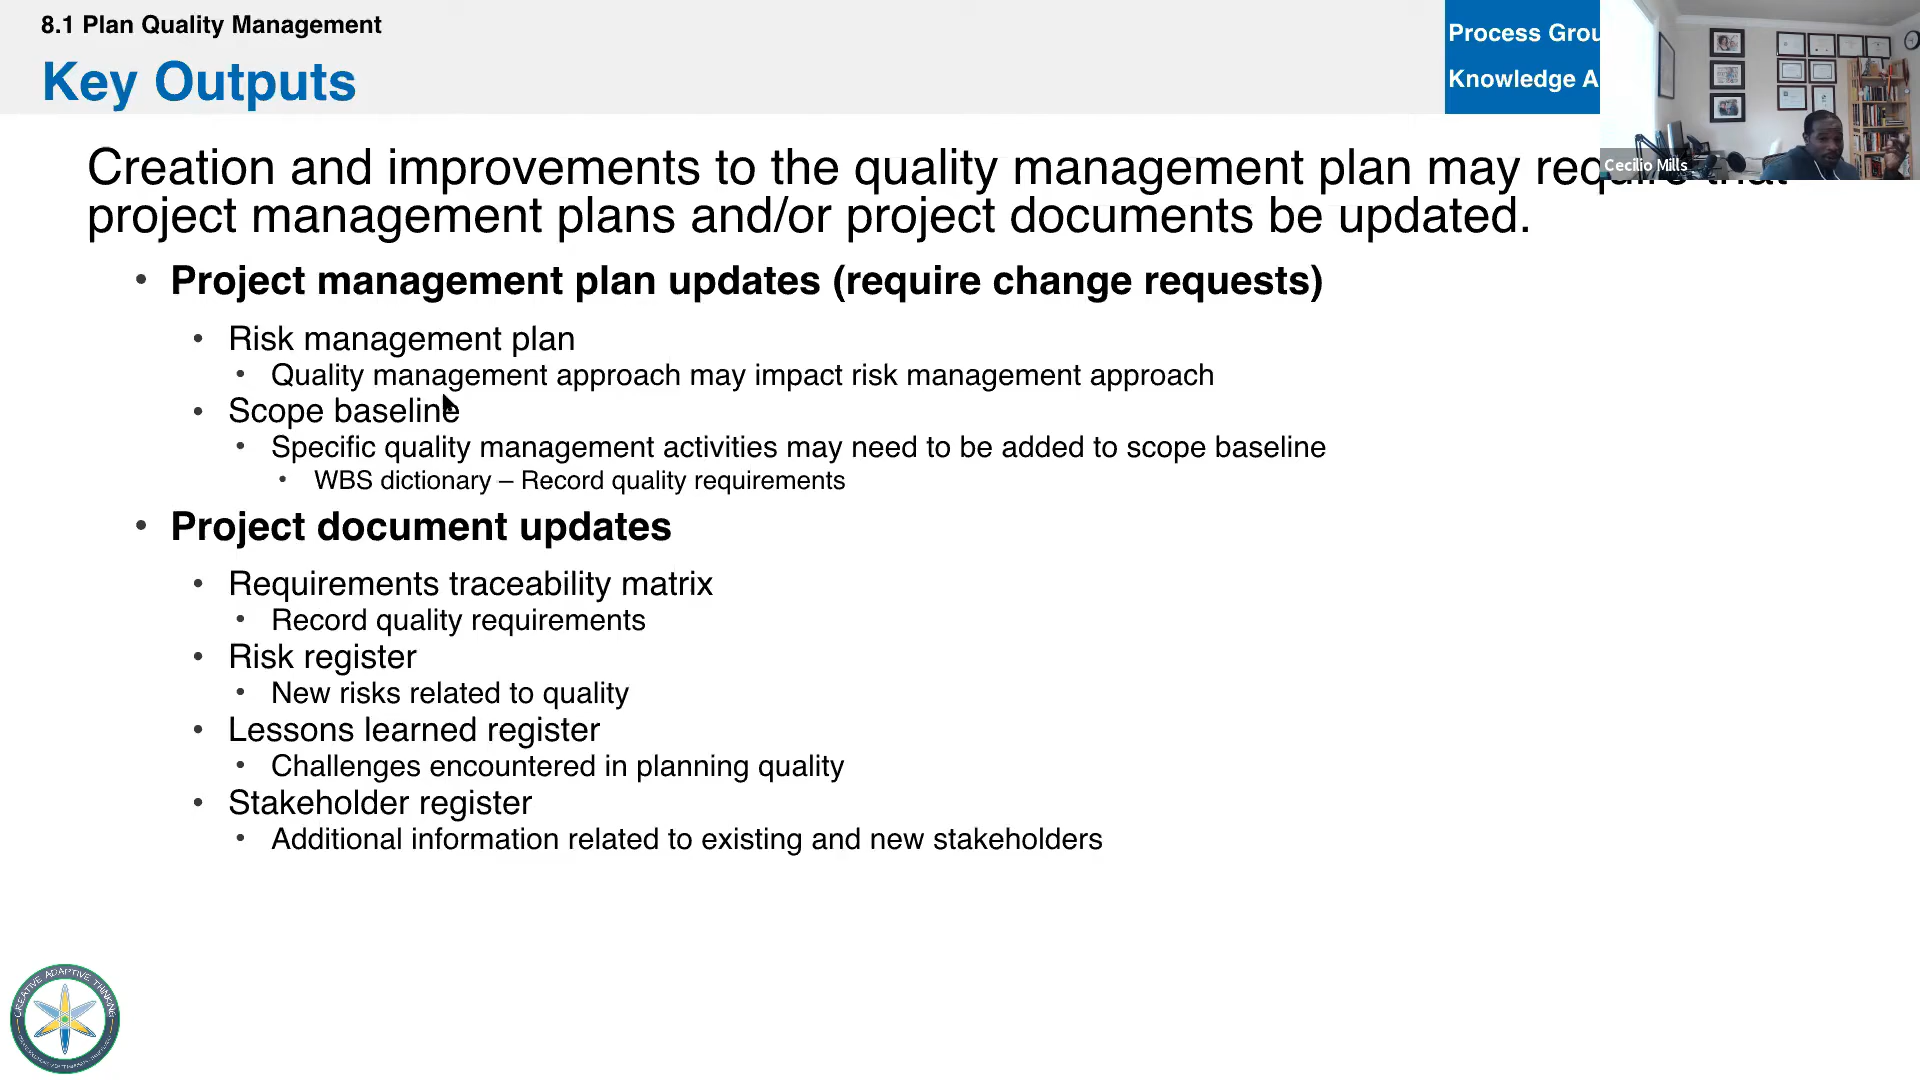 8.1 Plan Quality Management
Key Outputs
Process Grou
Knowledge A
Cecilio Mills
Creation and improvements to the quality management plan may require that
project management plans and/or project documents be updated.
• Project management plan updates (require change requests)
• Risk management plan
• Quality management approach may impact risk management approach
• Scope baseline
• Specific quality management activities may need to be added to scope baseline
• WBS dictionary – Record quality requirements
• Project document updates
• Requirements traceability matrix
• Record quality requirements
• Risk register
• New risks related to quality
• Lessons learned register
• Challenges encountered in planning quality
• Stakeholder register
• Additional information related to existing and new stakeholders
CREATIVE ADAPTIVE THINKING